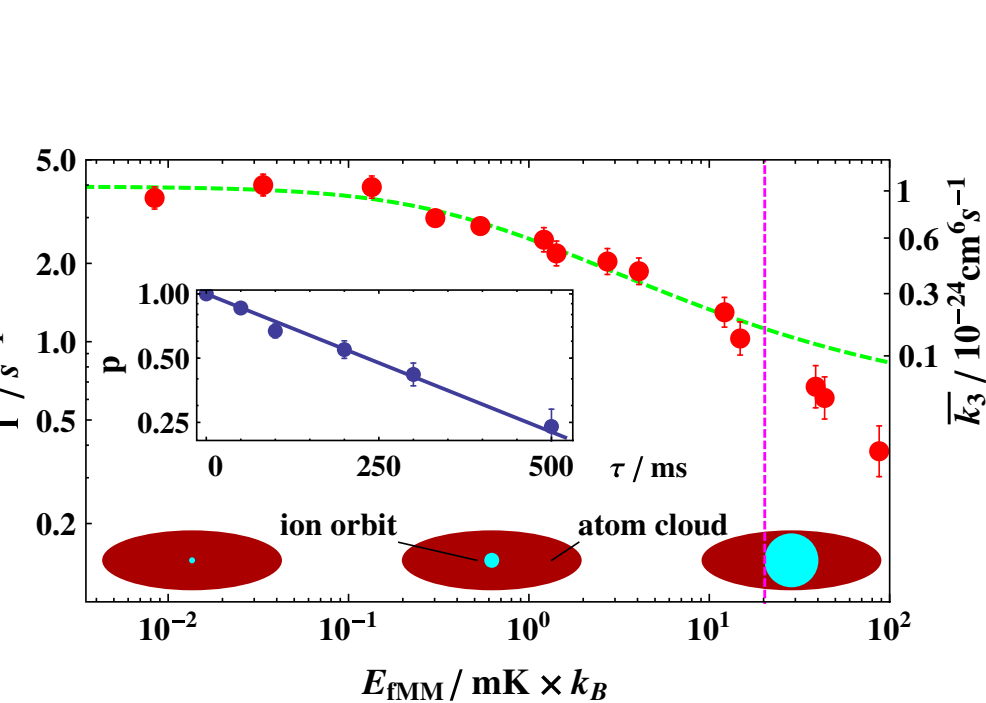 5.0
2.0
1.0
0.5
0.2
/ s
1
0.6
0.3
0.1
k̅₃ / 10⁻²⁴cm⁶s⁻¹
1.00
0.50
0.25
p
0 250 500 τ / ms
ion orbit atom cloud
10⁻² 10⁻¹ 10⁰ 10¹ 10²
E_fMM / mK × k_B